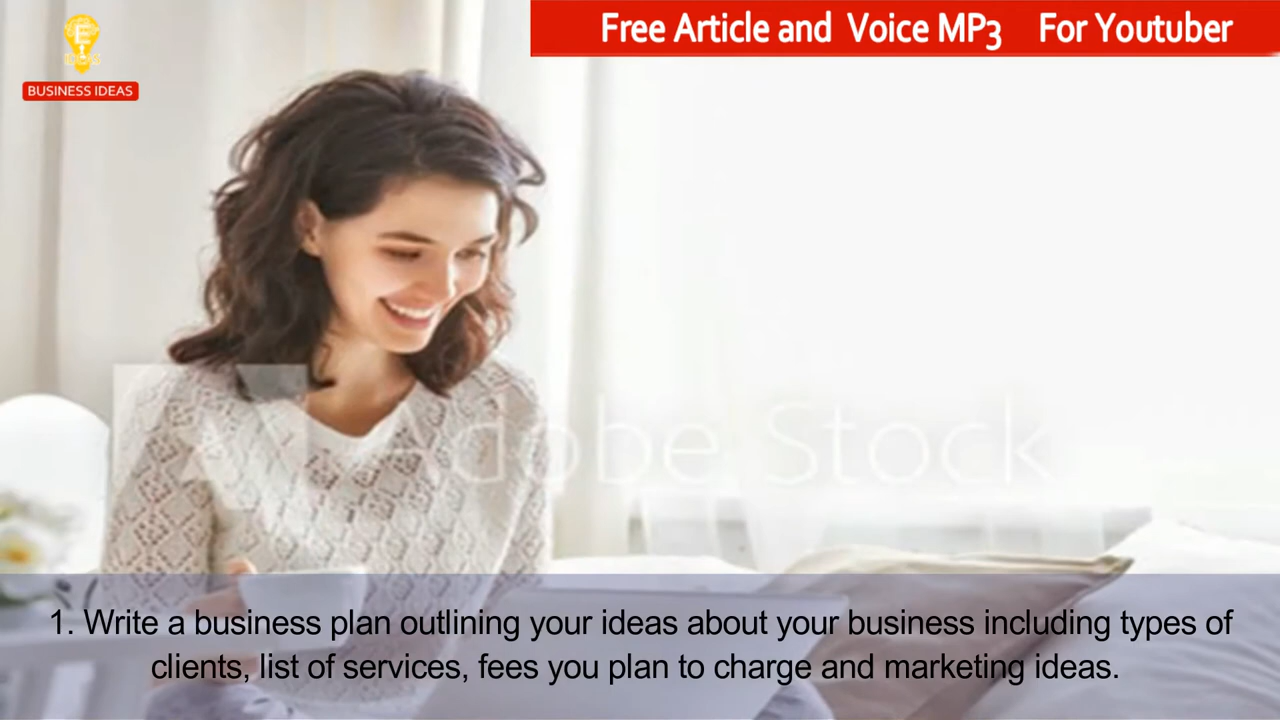 Free Article and Voice MP3 For Youtuber
E
BUSINESS IDEAS
Adobe Stock
1. Write a business plan outlining your ideas about your business including types of
clients, list of services, fees you plan to charge and marketing ideas.